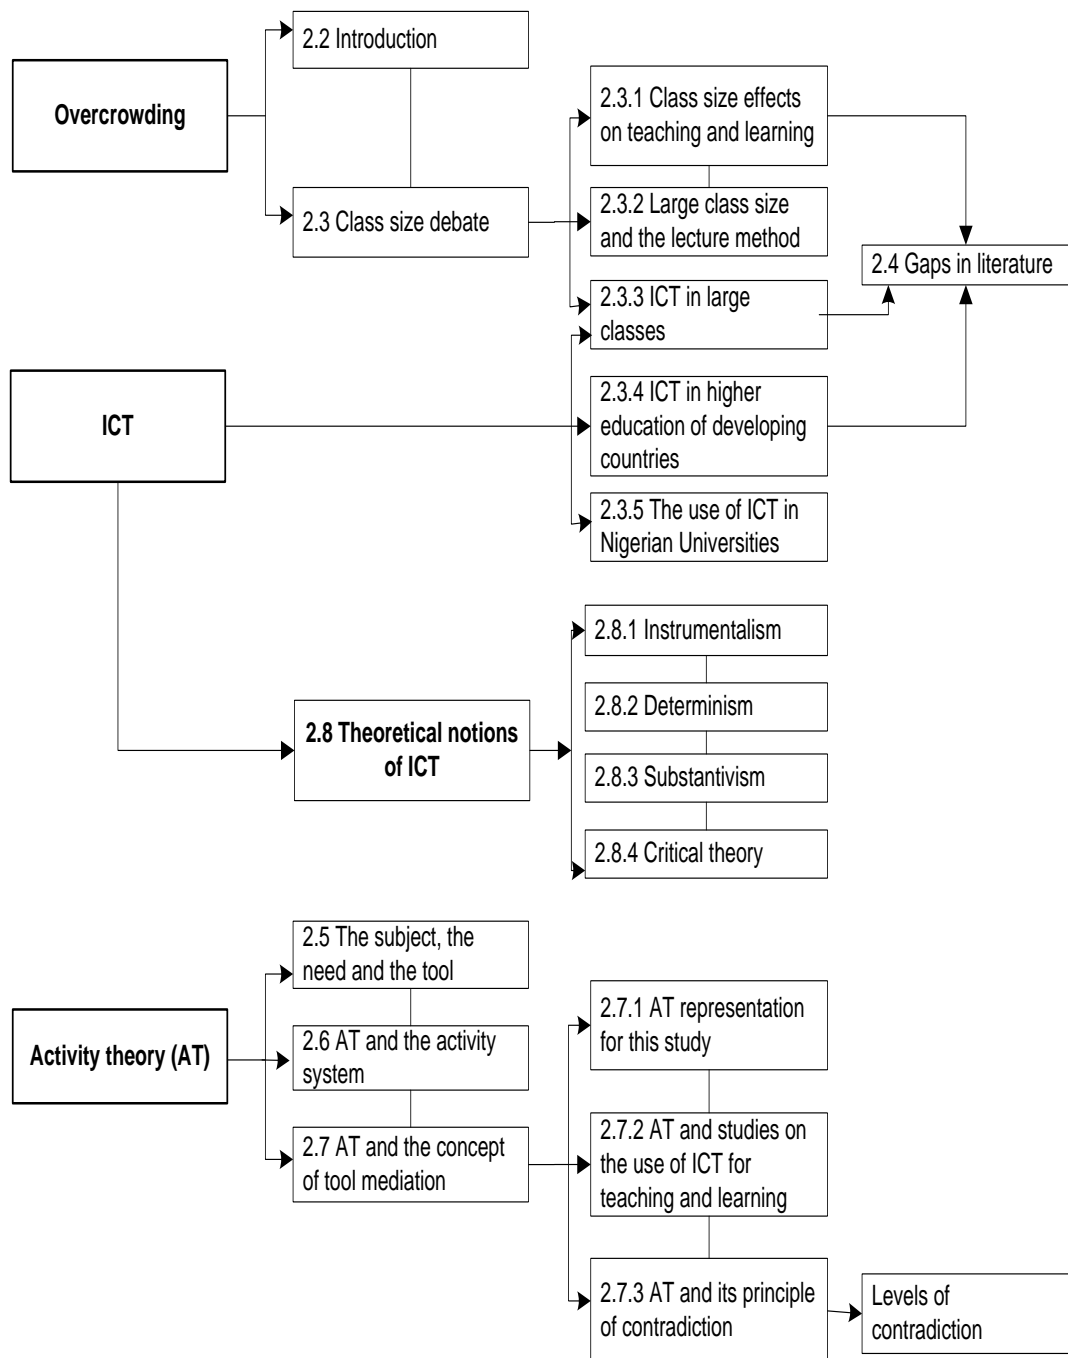 2.2 Introduction
Overcrowding
2.3 Class size debate
2.3.1 Class size effects
on teaching and learning
2.3.2 Large class size
and the lecture method
2.3.3 ICT in large
classes
2.4 Gaps in literature
ICT
2.3.4 ICT in higher
education of developing
countries
2.3.5 The use of ICT in
Nigerian Universities
2.8 Theoretical notions
of ICT
2.8.1 Instrumentalism
2.8.2 Determinism
2.8.3 Substantivism
2.8.4 Critical theory
Activity theory (AT)
2.5 The subject, the
need and the tool
2.6 AT and the activity
system
2.7 AT and the concept
of tool mediation
2.7.1 AT representation
for this study
2.7.2 AT and studies on
the use of ICT for
teaching and learning
2.7.3 AT and its principle
of contradiction
Levels of
contradiction